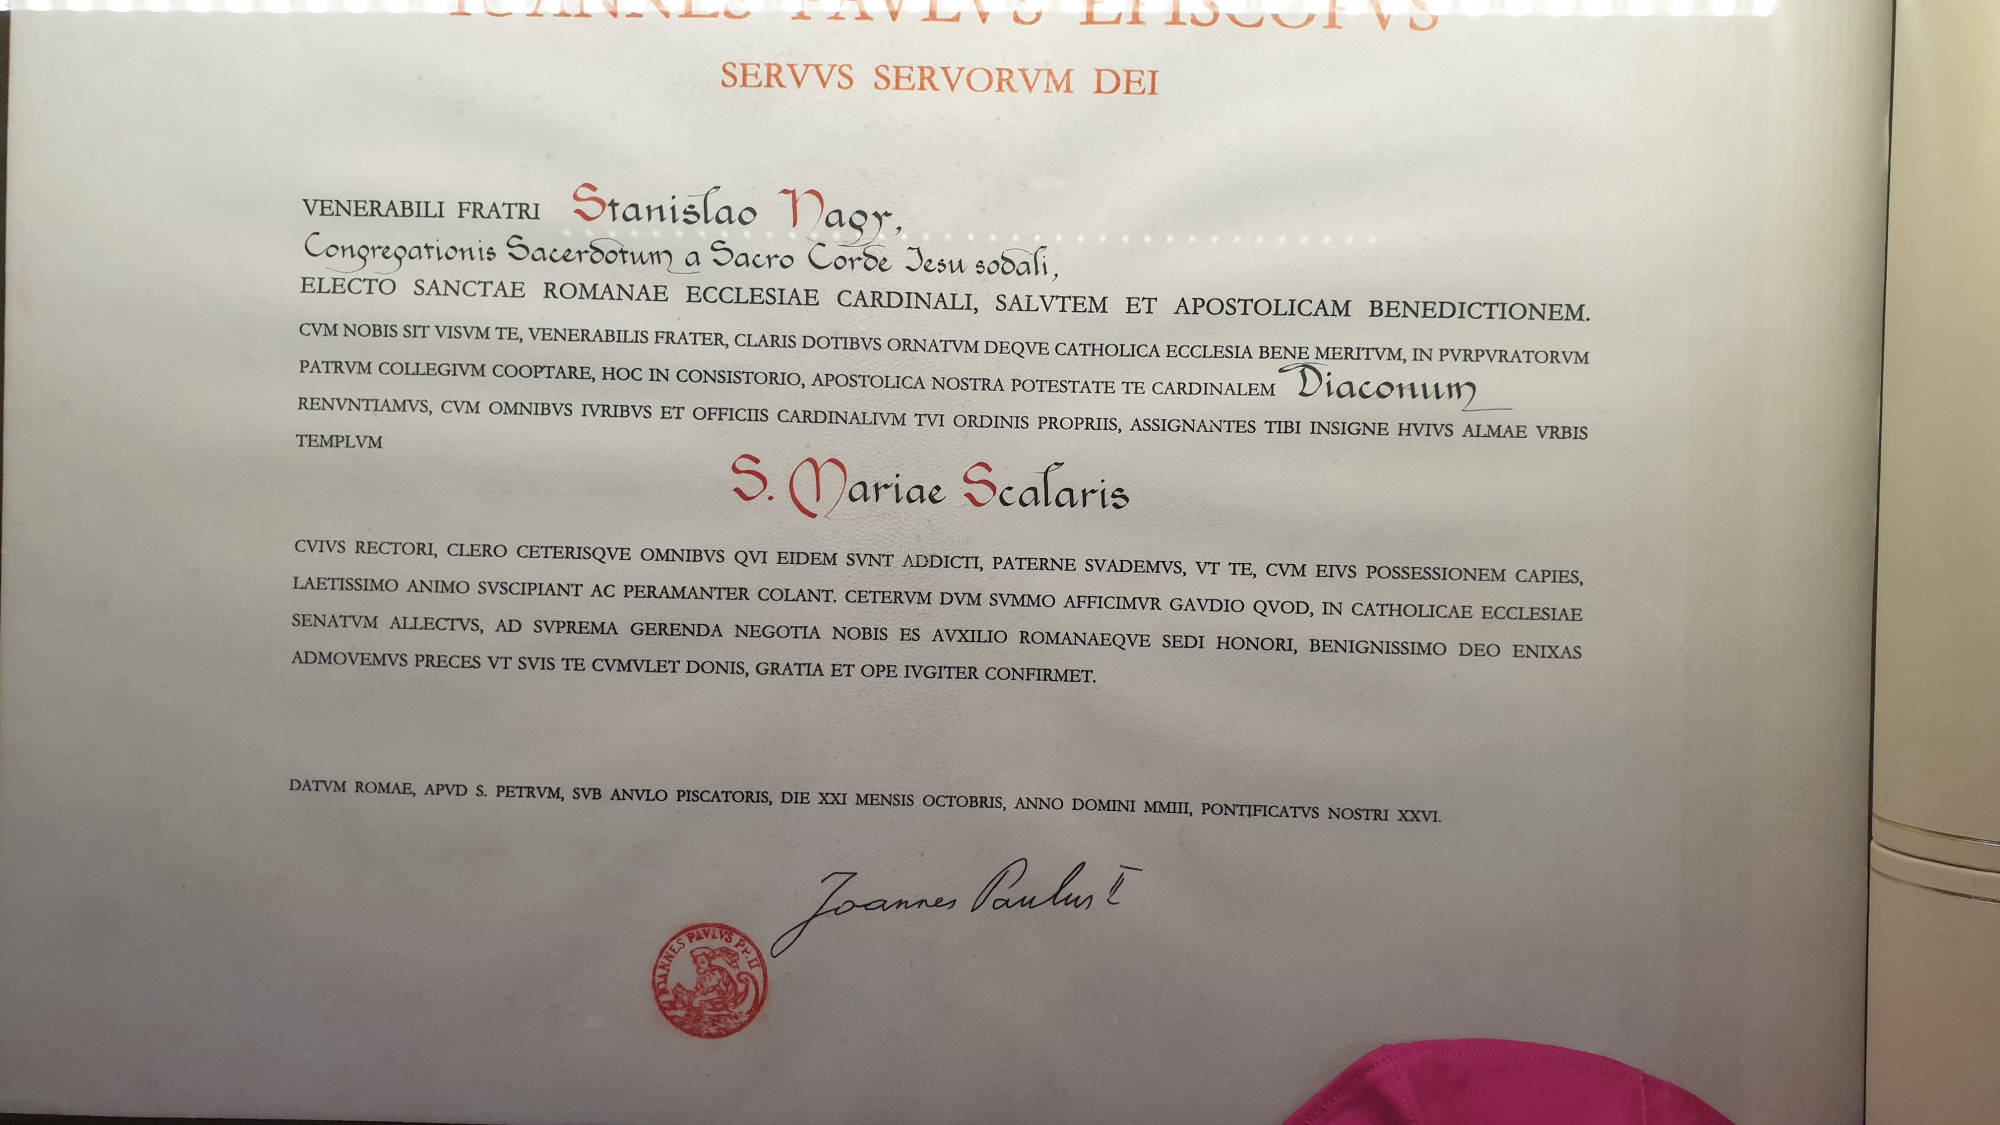 IOANNES PAVLVS EPISCOPVS
SERVVS SERVORVM DEI
VENERABILI FRATRI Stanislao Nagy,
Congregationis Sacerdotum a Sacro Corde Iesu sodali,
ELECTO SANCTAE ROMANAE ECCLESIAE CARDINALI, SALVTEM ET APOSTOLICAM BENEDICTIONEM.
CVM NOBIS SIT VISVM TE, VENERABILIS FRATER, CLARIS DOTIBVS ORNATVM DEQVE CATHOLICA ECCLESIA BENE MERITVM, IN PVRPVRATORVM
PATRVM COLLEGIVM COOPTARE, HOC IN CONSISTORIO, APOSTOLICA NOSTRA POTESTATE TE CARDINALEM Diaconum
RENVNTIAMVS, CVM OMNIBVS IVRIBVS ET OFFICIIS CARDINALIVM TVI ORDINIS PROPRIIS, ASSIGNANTES TIBI INSIGNE HVIVS ALMAE VRBIS
TEMPLVM
S. Mariae Scalaris
CVIVS RECTORI, CLERO CETERISQVE OMNIBVS QVI EIDEM SVNT ADDICTI, PATERNE SVADEMVS, VT TE, CVM EIVS POSSESSIONEM CAPIES,
LAETISSIMO ANIMO SVSCIPIANT AC PERAMANTER COLANT. CETERVM DVM SVMMO AFFICIMVR GAVDIO QVOD, IN CATHOLICAE ECCLESIAE
SENATVM ALLECTVS, AD SVPREMA GERENDA NEGOTIA NOBIS ES AVXILIO ROMANAEQVE SEDI HONORI, BENIGNISSIMO DEO ENIXAS
ADMOVEMVS PRECES VT SVIS TE CVMVLET DONIS, GRATIA ET OPE IVGITER CONFIRMET.
DATVM ROMAE, APVD S. PETRVM, SVB ANVLO PISCATORIS, DIE XXI MENSIS OCTOBRIS, ANNO DOMINI MMIII, PONTIFICATVS NOSTRI XXVI.
Joannes Paulus II
IOANNES PAVLVS PP. II